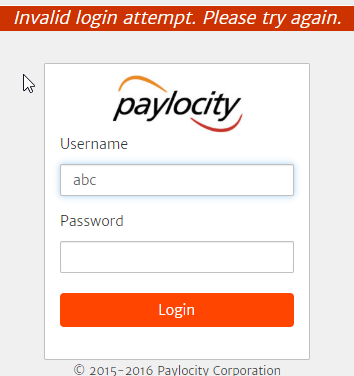 Invalid login attempt. Please try again.
paylocity
Username
abc
Password
Login
© 2015-2016 Paylocity Corporation